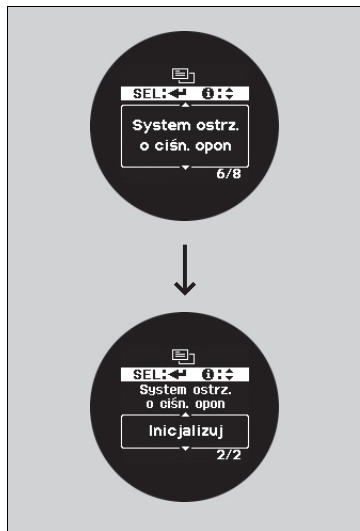 SEL:↵ ℹ:⬍
System ostrz.
o ciśn. opon
6/8
SEL:↵ ℹ:⬍
System ostrz.
o ciśn. opon
Inicjalizuj
2/2